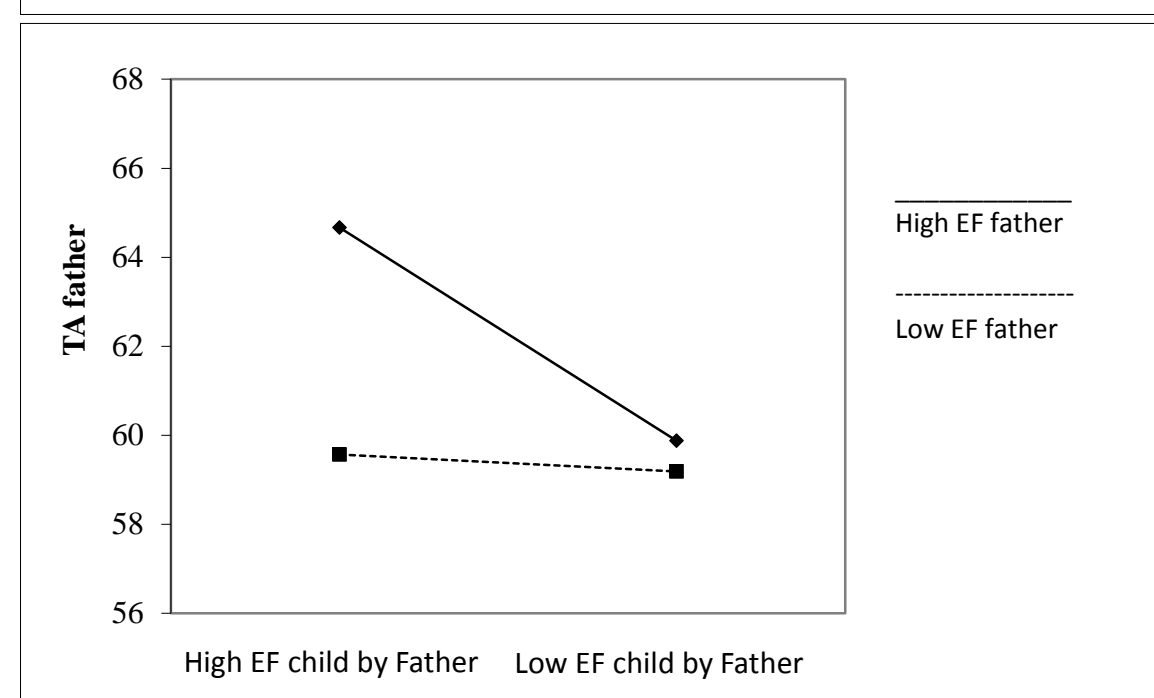 68
66
64
62
60
58
56
TA father
High EF father
Low EF father
High EF child by Father Low EF child by Father